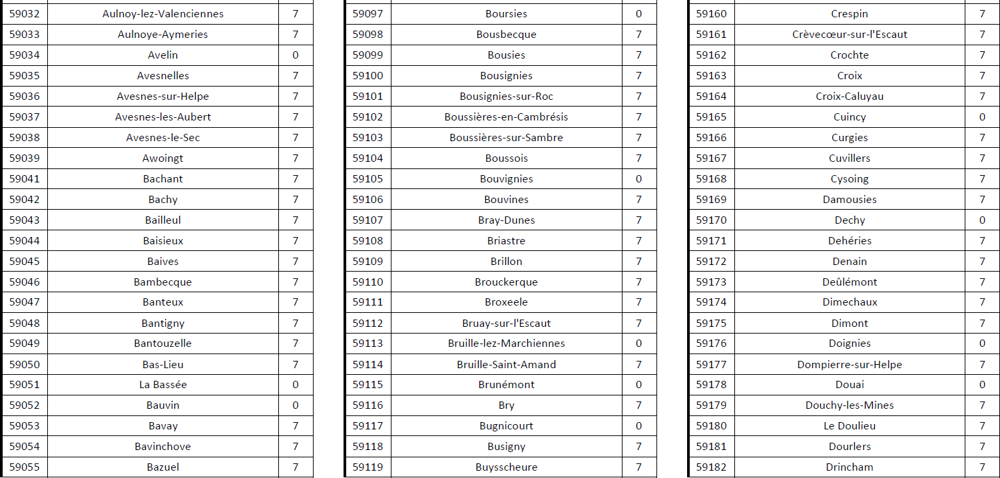 59032 Aulnoy-lez-Valenciennes 7
59033 Aulnoye-Aymeries 7
59034 Avelin 0
59035 Avesnelles 7
59036 Avesnes-sur-Helpe 7
59037 Avesnes-les-Aubert 7
59038 Avesnes-le-Sec 7
59039 Awoingt 7
59041 Bachant 7
59042 Bachy 7
59043 Bailleul 7
59044 Baisieux 7
59045 Baives 7
59046 Bambecque 7
59047 Banteux 7
59048 Bantigny 7
59049 Bantouzelle 7
59050 Bas-Lieu 7
59051 La Bassée 0
59052 Bauvin 0
59053 Bavay 7
59054 Bavinchove 7
59055 Bazuel 7
59097 Boursies 0
59098 Bousbecque 7
59099 Bousies 7
59100 Bousignies 7
59101 Bousignies-sur-Roc 7
59102 Boussières-en-Cambrésis 7
59103 Boussières-sur-Sambre 7
59104 Boussois 7
59105 Bouvignies 0
59106 Bouvines 7
59107 Bray-Dunes 7
59108 Briastre 7
59109 Brillon 7
59110 Brouckerque 7
59111 Broxeele 7
59112 Bruay-sur-l'Escaut 7
59113 Bruille-lez-Marchiennes 0
59114 Bruille-Saint-Amand 7
59115 Brunémont 0
59116 Bry 7
59117 Bugnicourt 0
59118 Busigny 7
59119 Buysscheure 7
59160 Crespin 7
59161 Crèvecœur-sur-l'Escaut 7
59162 Crochte 7
59163 Croix 7
59164 Croix-Caluyau 7
59165 Cuincy 0
59166 Curgies 7
59167 Cuvillers 7
59168 Cysoing 7
59169 Damousies 7
59170 Dechy 0
59171 Dehéries 7
59172 Denain 7
59173 Deûlémont 7
59174 Dimechaux 7
59175 Dimont 7
59176 Doignies 0
59177 Dompierre-sur-Helpe 7
59178 Douai 0
59179 Douchy-les-Mines 7
59180 Le Doulieu 7
59181 Dourlers 7
59182 Drincham 7